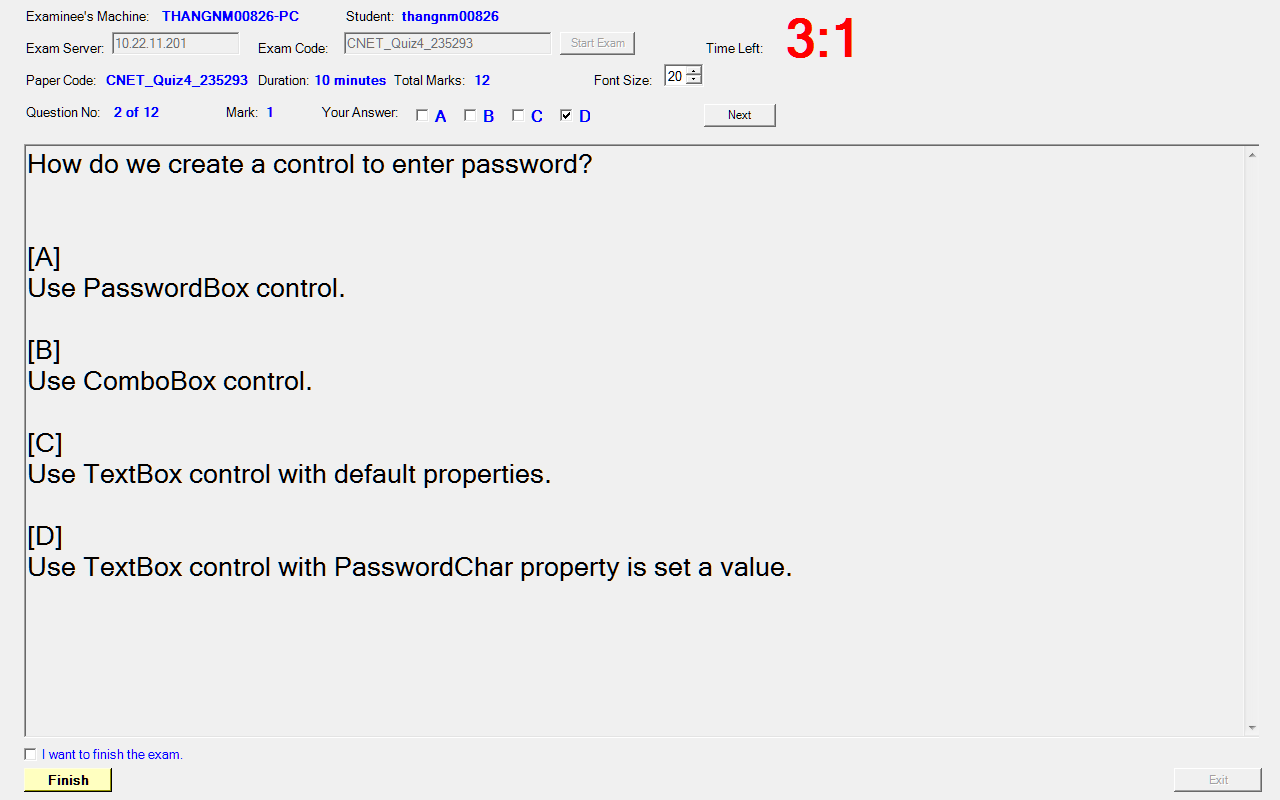 Examinee's Machine: THANGNM00826-PC Student: thangnm00826
Exam Server: 10.22.11.201 Exam Code: CNET_Quiz4_235293 Start Exam Time Left: 3:1
Paper Code: CNET_Quiz4_235293 Duration: 10 minutes Total Marks: 12 Font Size: 20
Question No: 2 of 12 Mark: 1 Your Answer: A B C D Next
How do we create a control to enter password?
[A]
Use PasswordBox control.
[B]
Use ComboBox control.
[C]
Use TextBox control with default properties.
[D]
Use TextBox control with PasswordChar property is set a value.
I want to finish the exam.
Finish Exit